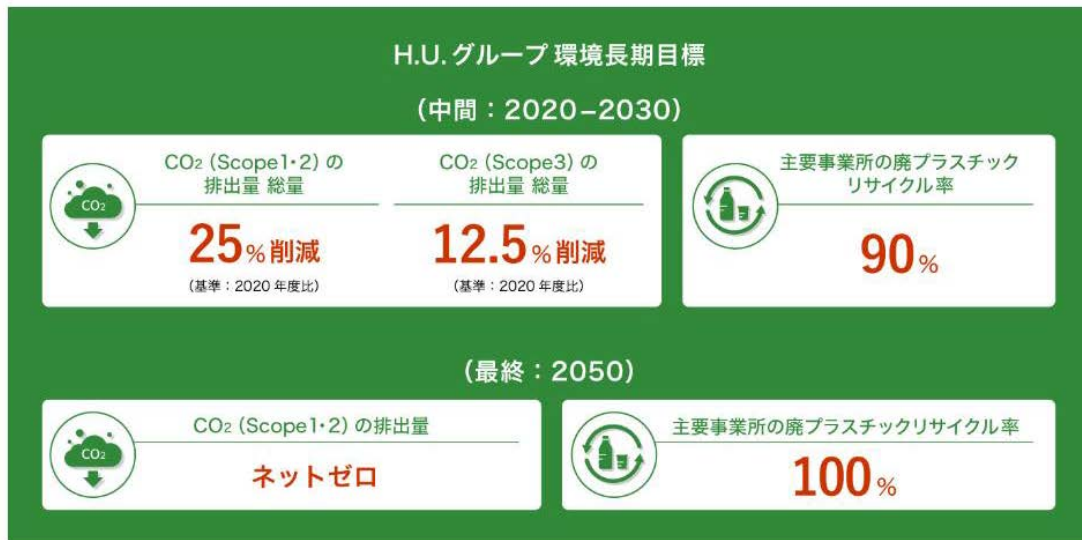 H.U.グループ 環境長期目標
(中間：2020–2030)
CO₂ (Scope1・2) の
排出量 総量
25%削減
(基準：2020 年度比)
CO₂ (Scope3) の
排出量 総量
12.5%削減
(基準：2020 年度比)
主要事業所の廃プラスチック
リサイクル率
90%
CO₂
(最終：2050)
CO₂ (Scope1・2) の排出量
ネットゼロ
CO₂
主要事業所の廃プラスチックリサイクル率
100%